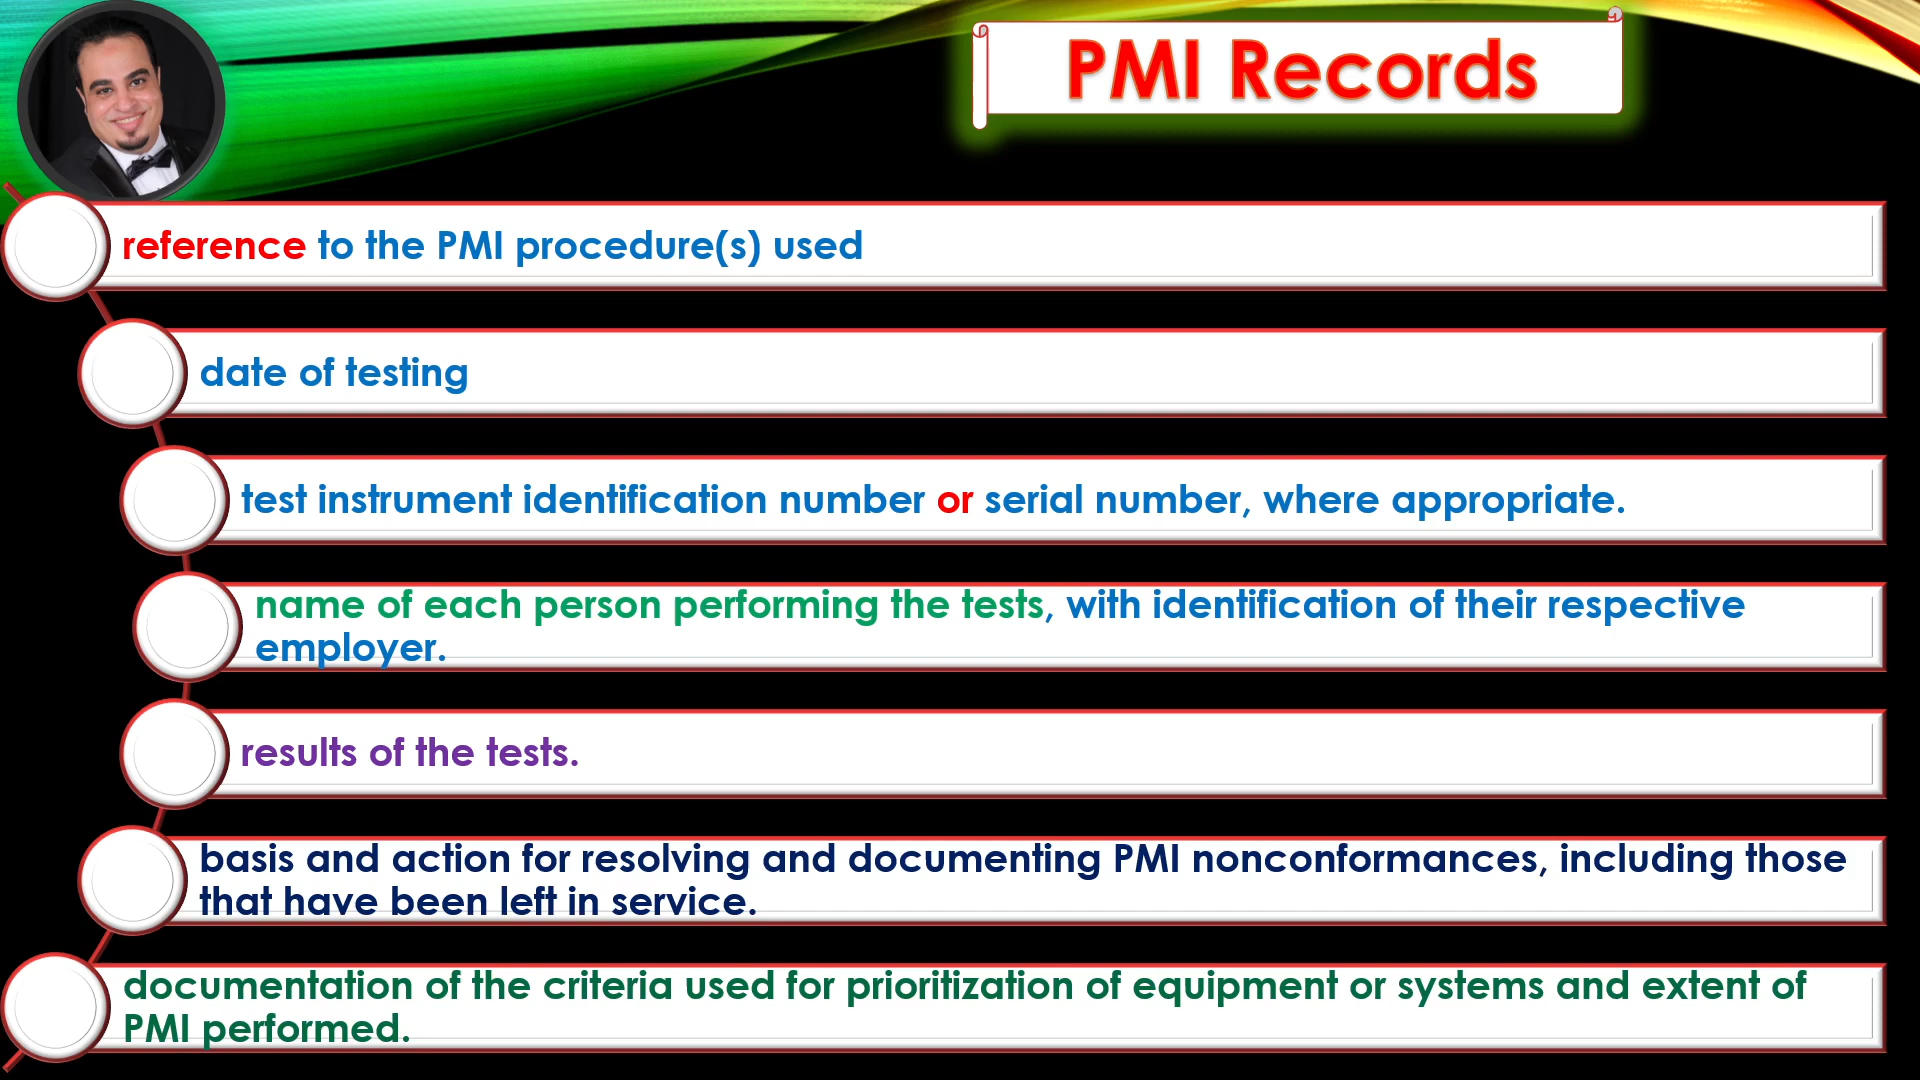 PMI Records
reference to the PMI procedure(s) used
date of testing
test instrument identification number or serial number, where appropriate.
name of each person performing the tests, with identification of their respective
employer.
results of the tests.
basis and action for resolving and documenting PMI nonconformances, including those
that have been left in service.
documentation of the criteria used for prioritization of equipment or systems and extent of
PMI performed.